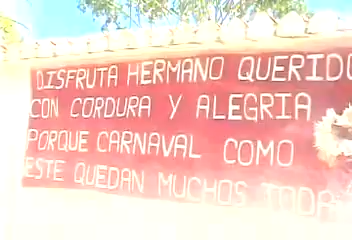 DISFRUTA HERMANO QUERIDO
CON CORDURA Y ALEGRIA
PORQUE CARNAVAL COMO
ESTE QUEDAN MUCHOS TODA